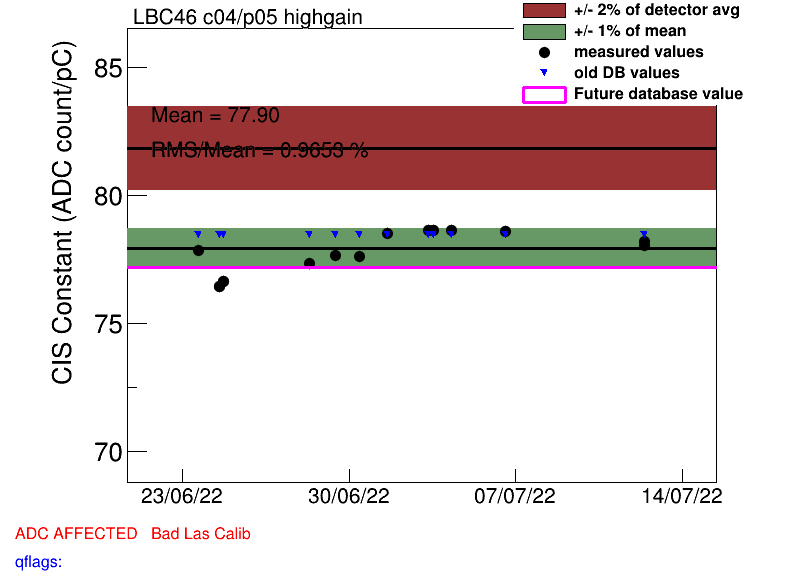 LBC46 c04/p05 highgain
+/- 2% of detector avg
+/- 1% of mean
measured values
old DB values
Future database value
Mean = 77.90
RMS/Mean = 0.9653 %
CIS Constant (ADC count/pC)
85
80
75
70
23/06/22 30/06/22 07/07/22 14/07/22
ADC AFFECTED Bad Las Calib
qflags: